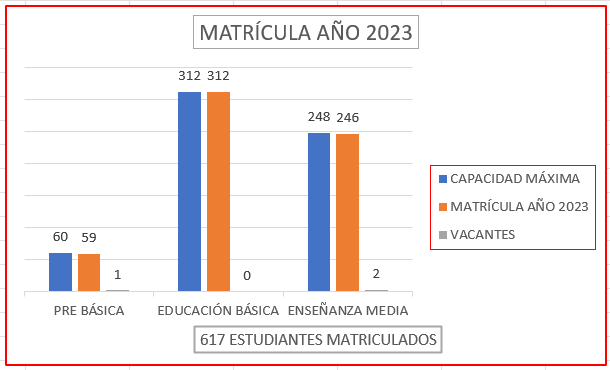 MATRÍCULA AÑO 2023
312 312
248 246
60 59
1
0
2
CAPACIDAD MÁXIMA
MATRÍCULA AÑO 2023
VACANTES
PRE BÁSICA EDUCACIÓN BÁSICA ENSEÑANZA MEDIA
617 ESTUDIANTES MATRICULADOS